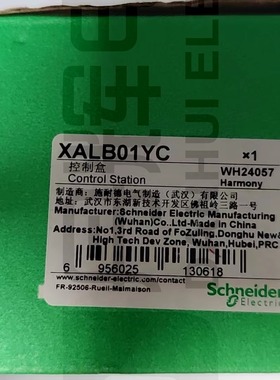 XALB01YC
×1
控制盒
Control Station
WH24057
Harmony
制造商：施耐德电气制造（武汉）有限公司
地址：武汉市东湖新技术开发区佛祖岭三路一号
Manufacturer:Schneider Electric Manufacturing
(Wuhan)Co.Ltd-Made in China
Address:No1,3rd Road of FoZuling,Donghu New&
High Tech Dev Zone, Wuhan,Hubei,PRC
6 956025 130618
schneider-electric.com/contact
FR-92506-Rueil-Malmaison
Schneider
Electric
HUI ELE